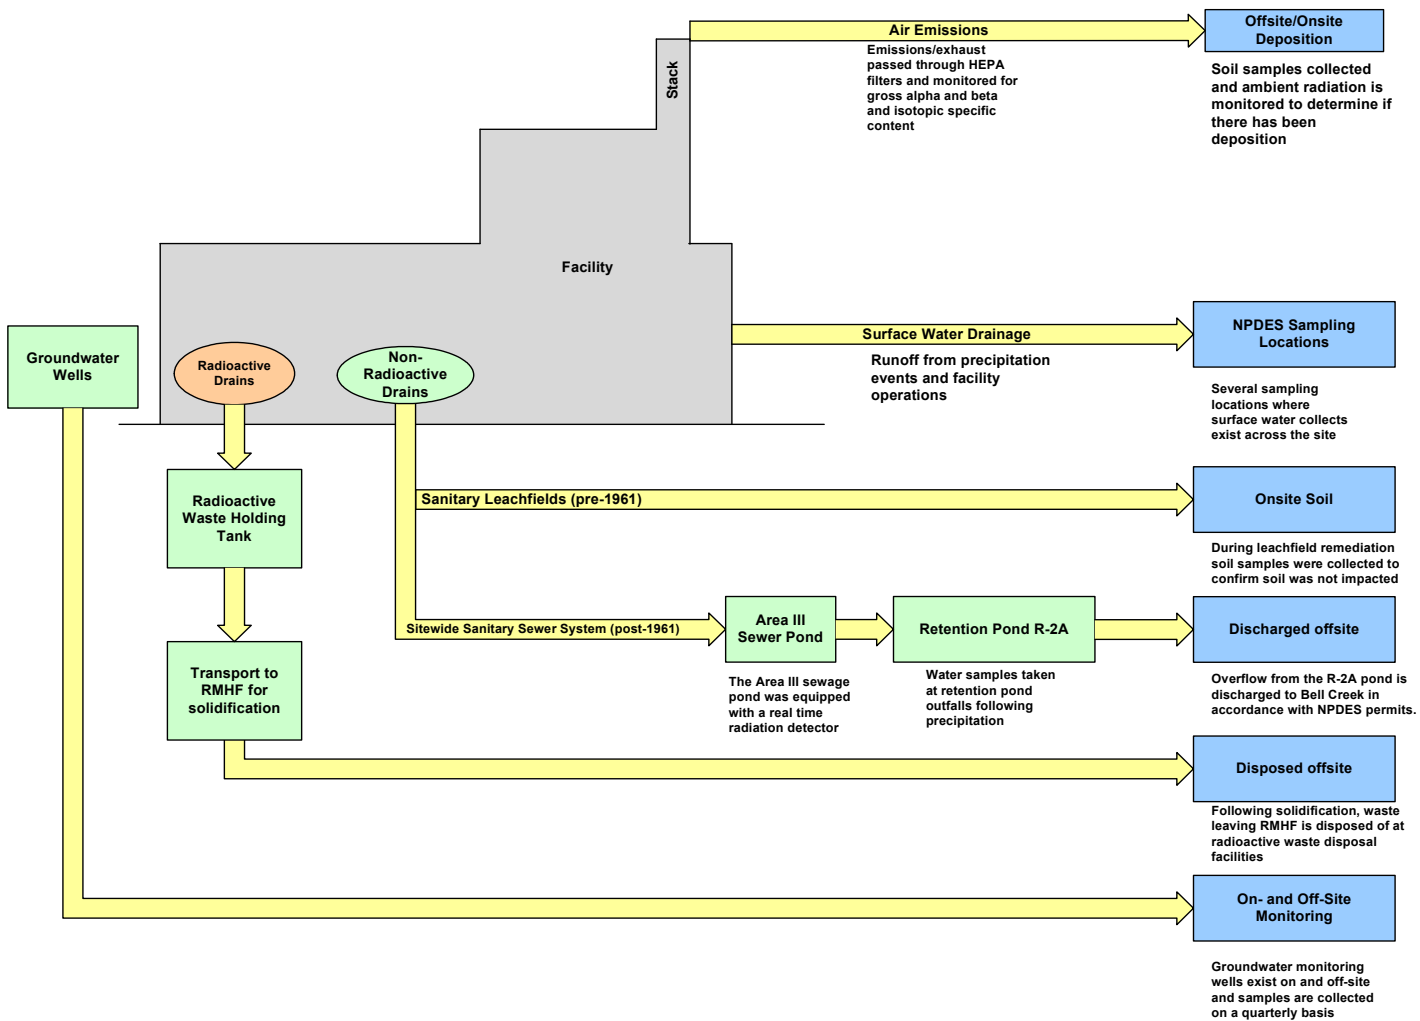 Air Emissions
Emissions/exhaust
passed through HEPA
filters and monitored for
gross alpha and beta
and isotopic specific
content
Offsite/Onsite
Deposition
Soil samples collected
and ambient radiation is
monitored to determine if
there has been
deposition
Stack
Facility
Surface Water Drainage
Runoff from precipitation
events and facility
operations
NPDES Sampling
Locations
Several sampling
locations where
surface water collects
exist across the site
Groundwater
Wells
Radioactive
Drains
Non-
Radioactive
Drains
Radioactive
Waste Holding
Tank
Sanitary Leachfields (pre-1961)
Onsite Soil
During leachfield remediation
soil samples were collected to
confirm soil was not impacted
Sitewide Sanitary Sewer System (post-1961)
Area III
Sewer Pond
The Area III sewage
pond was equipped
with a real time
radiation detector
Retention Pond R-2A
Water samples taken
at retention pond
outfalls following
precipitation
Discharged offsite
Overflow from the R-2A pond is
discharged to Bell Creek in
accordance with NPDES permits.
Transport to
RMHF for
solidification
Disposed offsite
Following solidification, waste
leaving RMHF is disposed of at
radioactive waste disposal
facilities
On- and Off-Site
Monitoring
Groundwater monitoring
wells exist on and off-site
and samples are collected
on a quarterly basis